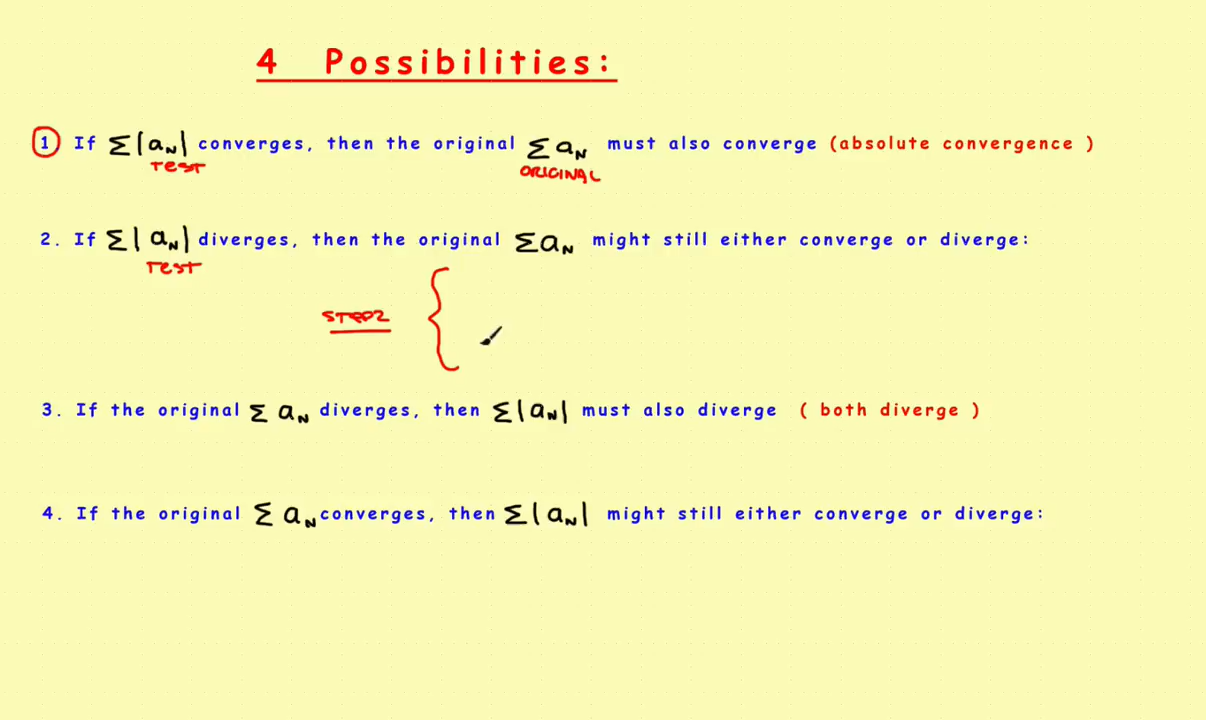 4 Possibilities:
1 If Σ|aN| converges, then the original ΣaN must also converge (absolute convergence )
TEST ORIGINAL
2. If Σ|aN| diverges, then the original ΣaN might still either converge or diverge:
TEST
STEP2 {
3. If the original ΣaN diverges, then Σ|aN| must also diverge ( both diverge )
4. If the original ΣaN converges, then Σ|aN| might still either converge or diverge: